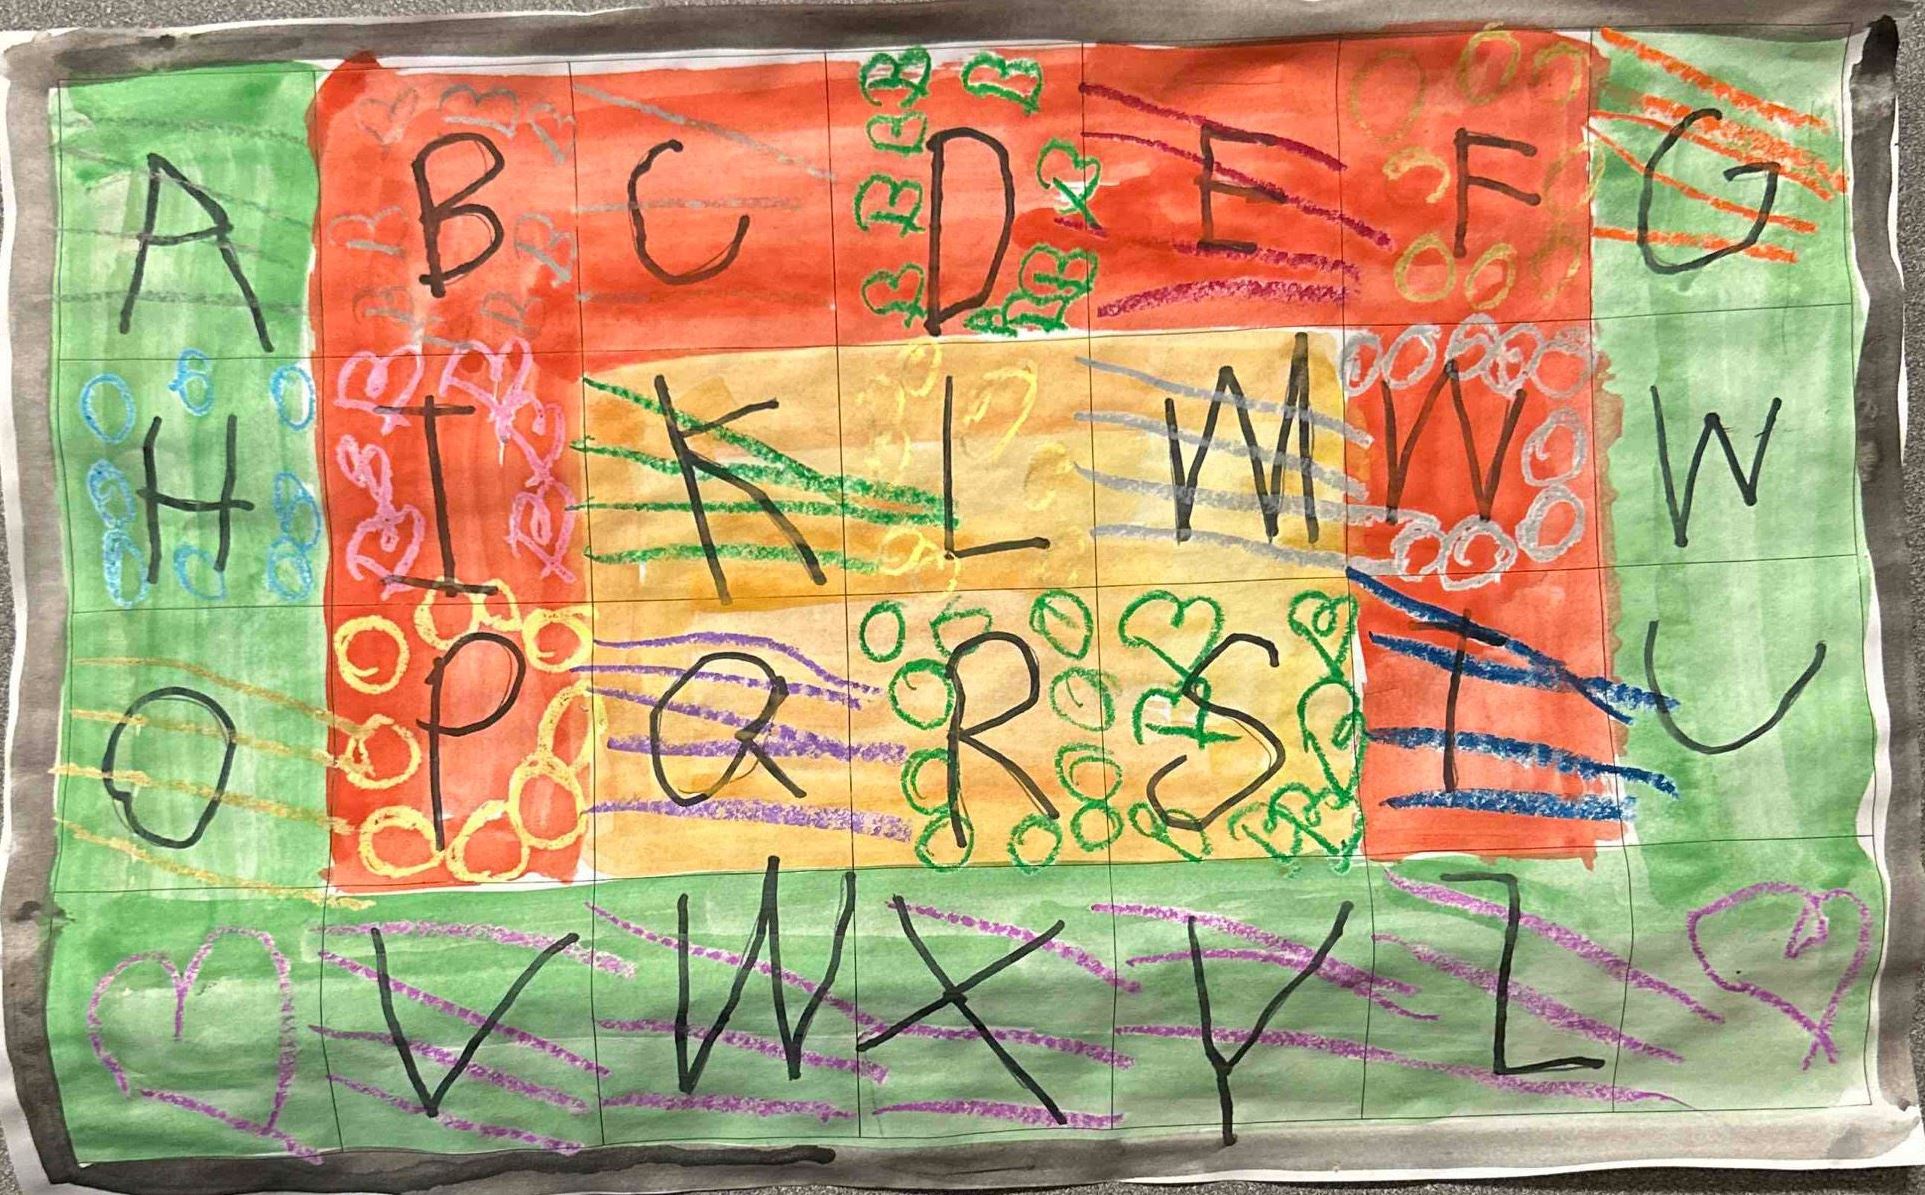 A B C D E F G
H I K L M W W
O P Q R S T U
V W X Y Z